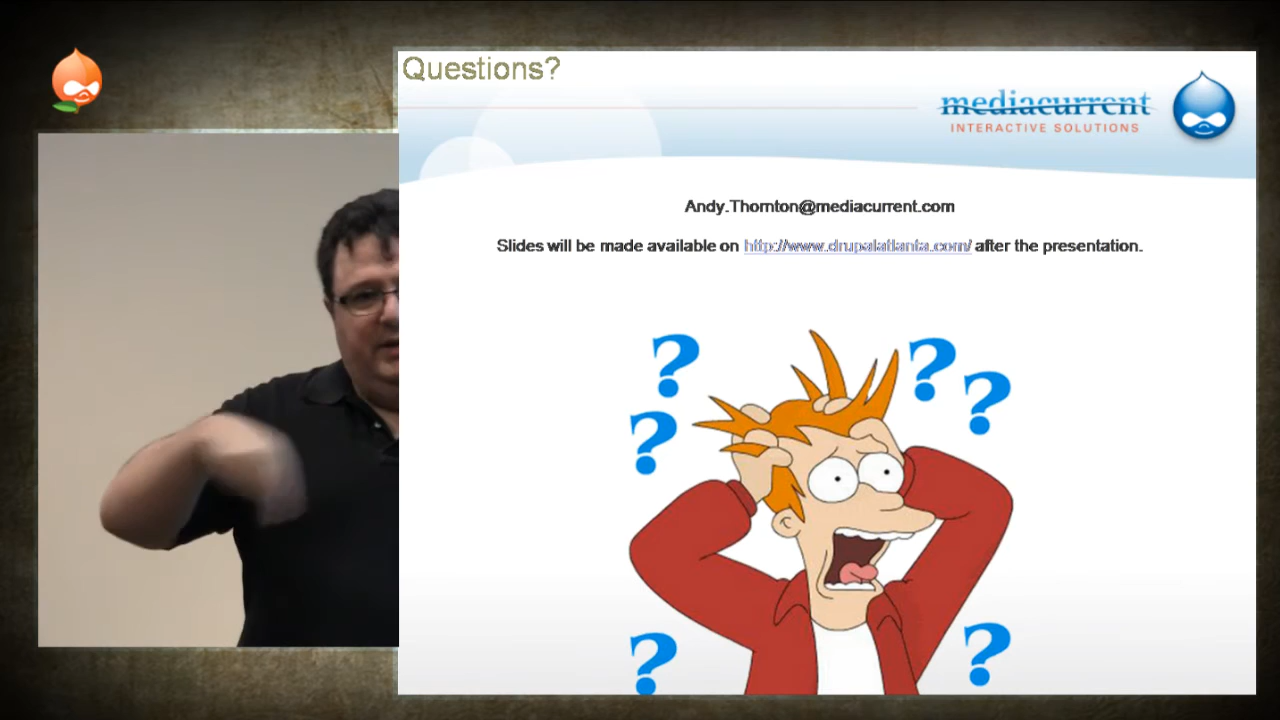 Questions?
mediacurrent
INTERACTIVE SOLUTIONS
Andy.Thornton@mediacurrent.com
Slides will be made available on http://www.drupalatlanta.com/ after the presentation.
? ? ?
?
? ?